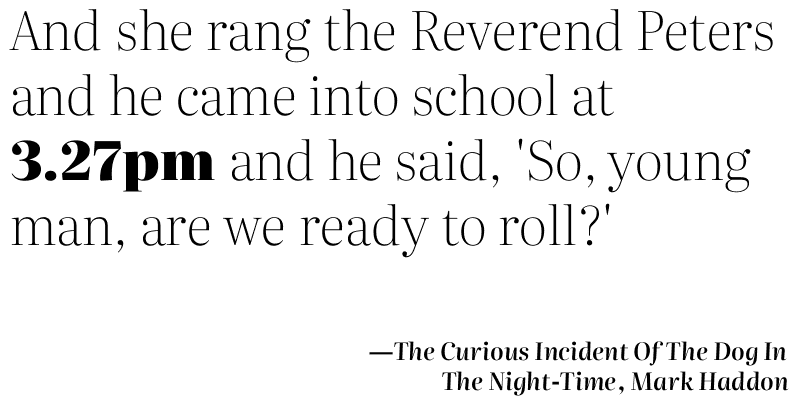 And she rang the Reverend Peters
and he came into school at
3.27pm and he said, 'So, young
man, are we ready to roll?'
—The Curious Incident Of The Dog In
The Night-Time, Mark Haddon